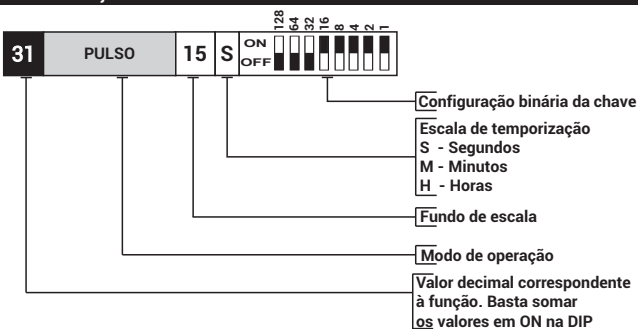 128 64 32 16 8 4 2 1
31 PULSO 15 S ON
OFF
Configuração binária da chave
Escala de temporização
S - Segundos
M - Minutos
H - Horas
Fundo de escala
Modo de operação
Valor decimal correspondente
à função. Basta somar
os valores em ON na DIP